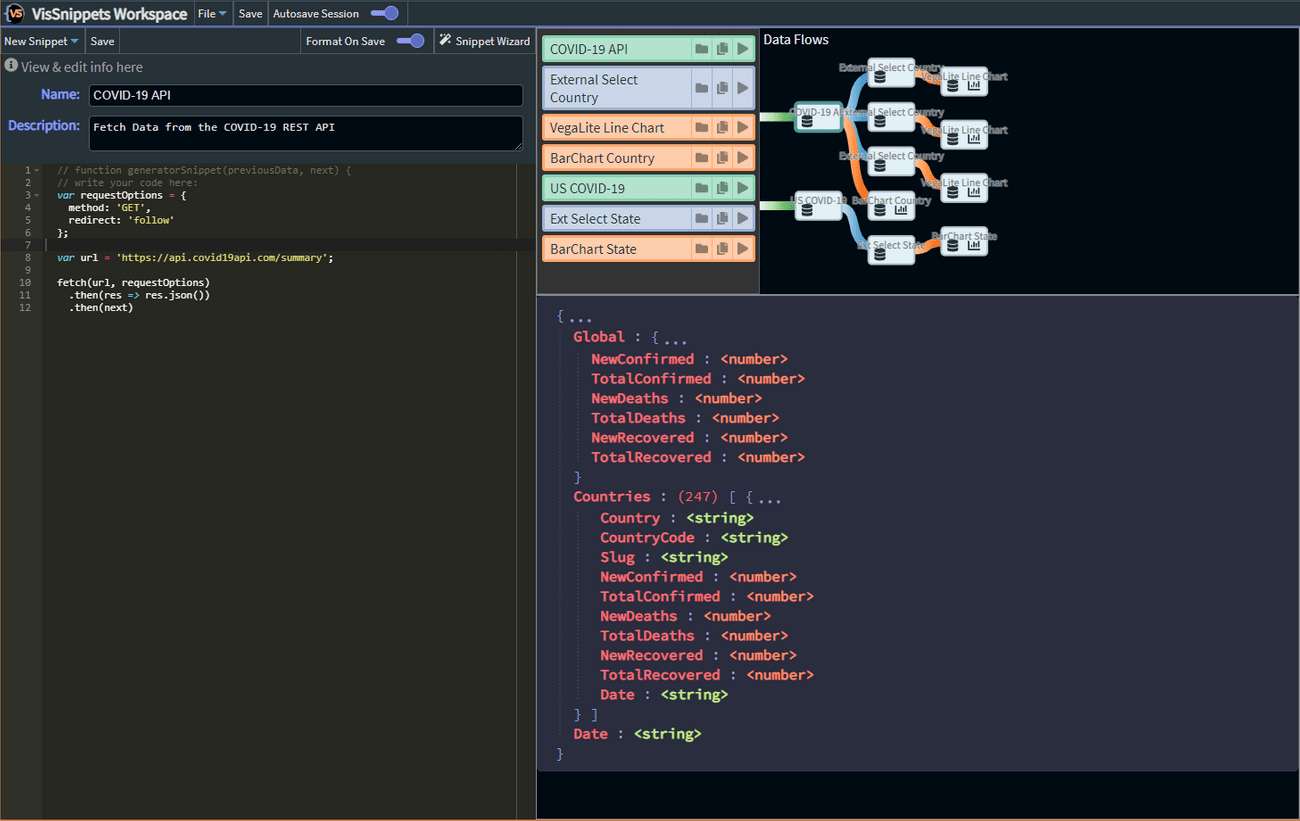 VS VisSnippets Workspace File Save Autosave Session
New Snippet Save Format On Save Snippet Wizard
View & edit info here
Name: COVID-19 API
Description: Fetch Data from the COVID-19 REST API
1 // function generatorSnippet(previousData, next) {
2 // write your code here:
3 var requestOptions = {
4 method: 'GET',
5 redirect: 'follow'
6 };
7
8 var url = 'https://api.covid19api.com/summary';
9
10 fetch(url, requestOptions)
11 .then(res => res.json())
12 .then(next)
COVID-19 API
External Select
Country
VegaLite Line Chart
BarChart Country
US COVID-19
Ext Select State
BarChart State
Data Flows
External Select Country
VegaLite Line Chart
COVID-19 API
External Select Country
VegaLite Line Chart
External Select Country
VegaLite Line Chart
US COVID-19
BarChart Country
Ext Select State
BarChart State
{ ...
Global : { ...
NewConfirmed : <number>
TotalConfirmed : <number>
NewDeaths : <number>
TotalDeaths : <number>
NewRecovered : <number>
TotalRecovered : <number>
}
Countries : (247) [ { ...
Country : <string>
CountryCode : <string>
Slug : <string>
NewConfirmed : <number>
TotalConfirmed : <number>
NewDeaths : <number>
TotalDeaths : <number>
NewRecovered : <number>
TotalRecovered : <number>
Date : <string>
} ]
Date : <string>
}